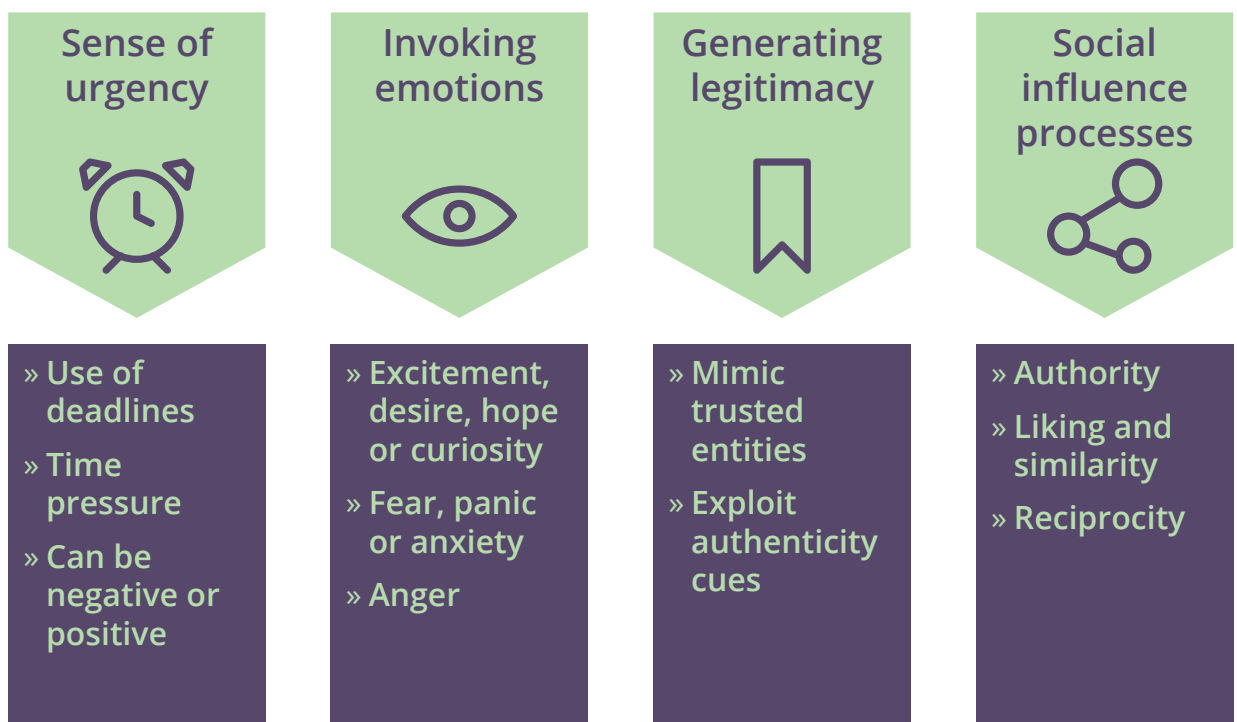 Sense of
urgency
» Use of
deadlines
» Time
pressure
» Can be
negative or
positive
Invoking
emotions
» Excitement,
desire, hope
or curiosity
» Fear, panic
or anxiety
» Anger
Generating
legitimacy
» Mimic
trusted
entities
» Exploit
authenticity
cues
Social
influence
processes
» Authority
» Liking and
similarity
» Reciprocity